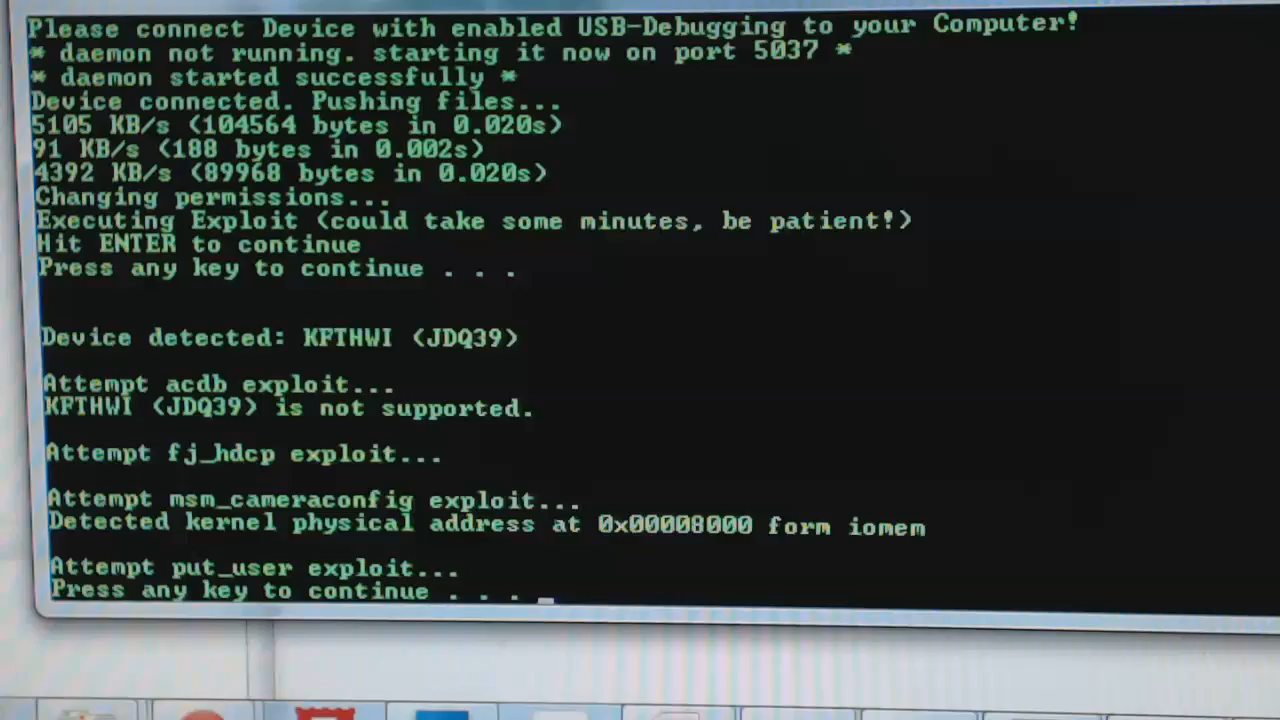 Please connect Device with enabled USB-Debugging to your Computer!
* daemon not running. starting it now on port 5037 *
* daemon started successfully *
Device connected. Pushing files...
5105 KB/s (104564 bytes in 0.020s)
91 KB/s (188 bytes in 0.002s)
4392 KB/s (89968 bytes in 0.020s)
Changing permissions...
Executing Exploit (could take some minutes, be patient!)
Hit ENTER to continue
Press any key to continue . . .
Device detected: KFTHWI (JDQ39)
Attempt acdb exploit...
KFTHWI (JDQ39) is not supported.
Attempt fj_hdcp exploit...
Attempt msm_cameraconfig exploit...
Detected kernel physical address at 0x00008000 form iomem
Attempt put_user exploit...
Press any key to continue . . .